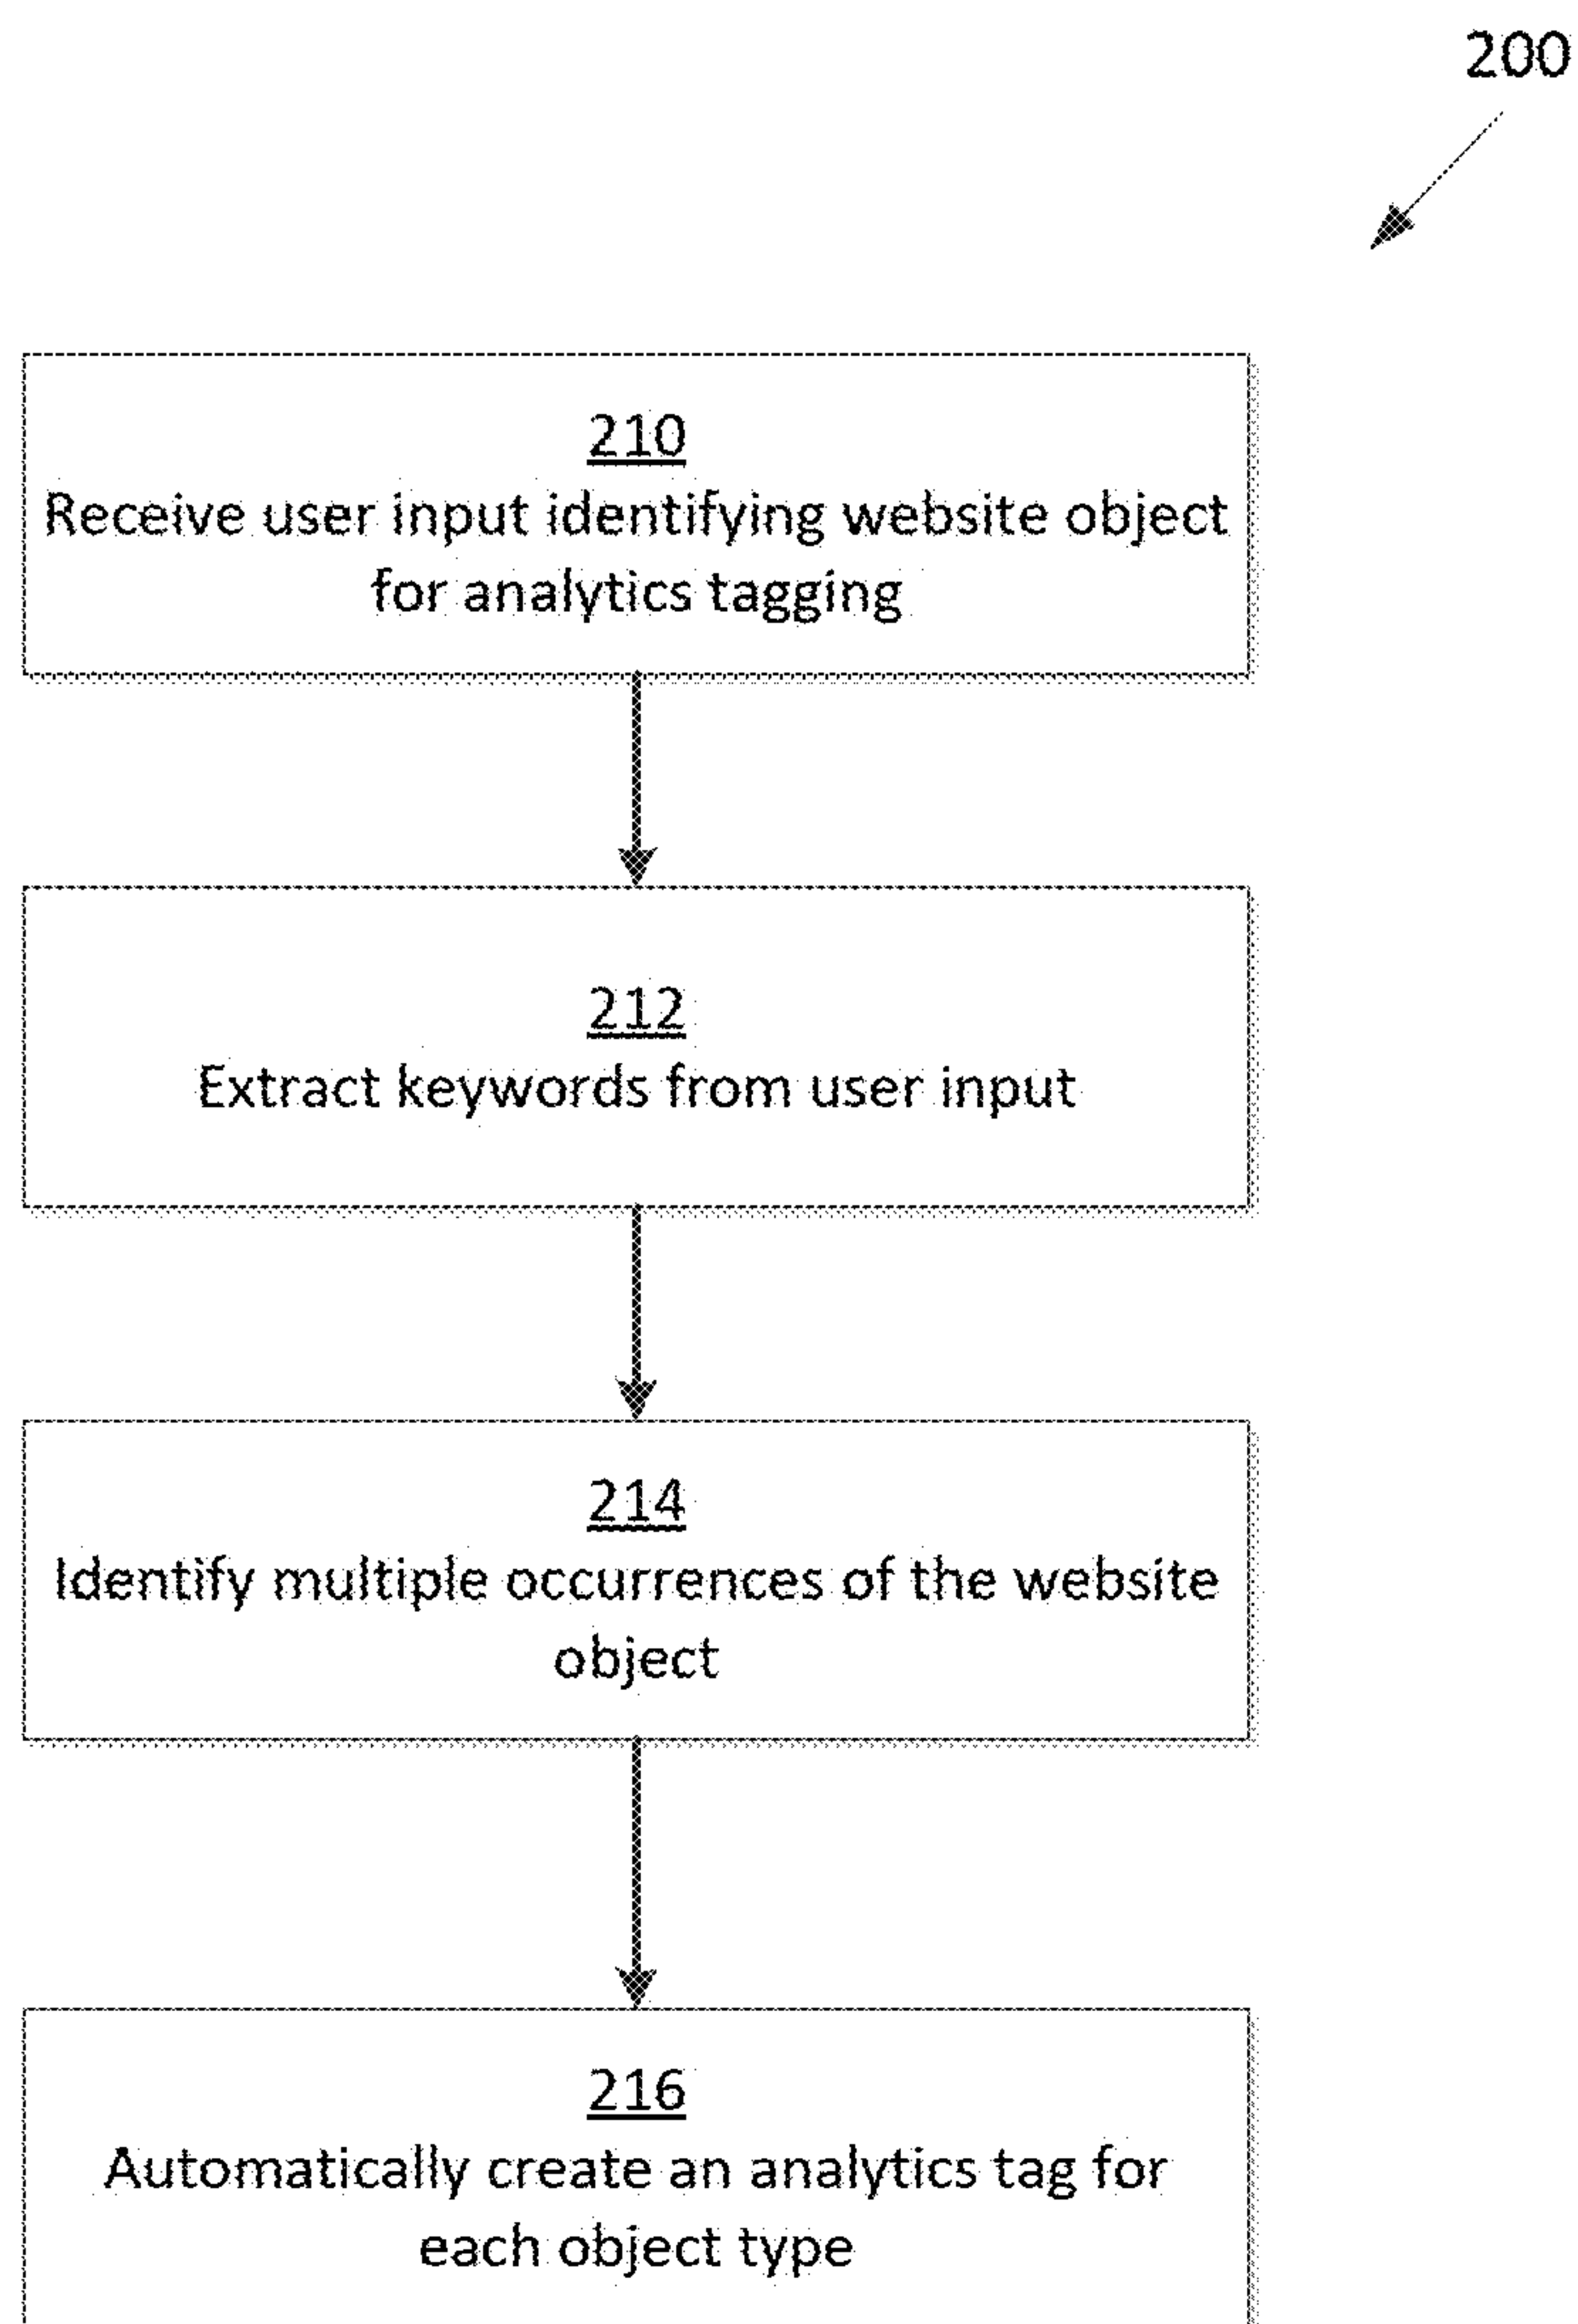 200
210
Receive user input identifying website object
for analytics tagging
212
Extract keywords from user input
214
Identify multiple occurrences of the website
object
216
Automatically create an analytics tag for
each object type